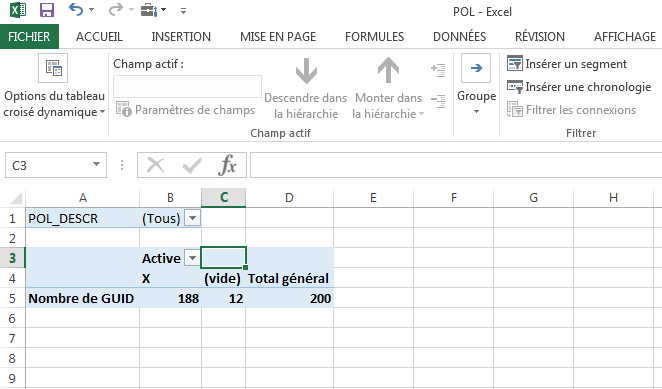 POL - Excel
FICHIER ACCUEIL INSERTION MISE EN PAGE FORMULES DONNÉES RÉVISION AFFICHAGE
Options du tableau
croisé dynamique
Champ actif :
Paramètres de champs
Descendre dans
la hiérarchie
Monter dans
la hiérarchie
Champ actif
Groupe
Insérer un segment
Insérer une chronologie
Filtrer les connexions
Filtrer
C3 fx
A B C D E F G H
1 POL_DESCR (Tous)
2
3 Active
4 X (vide) Total général
5 Nombre de GUID 188 12 200
6
7
8
9